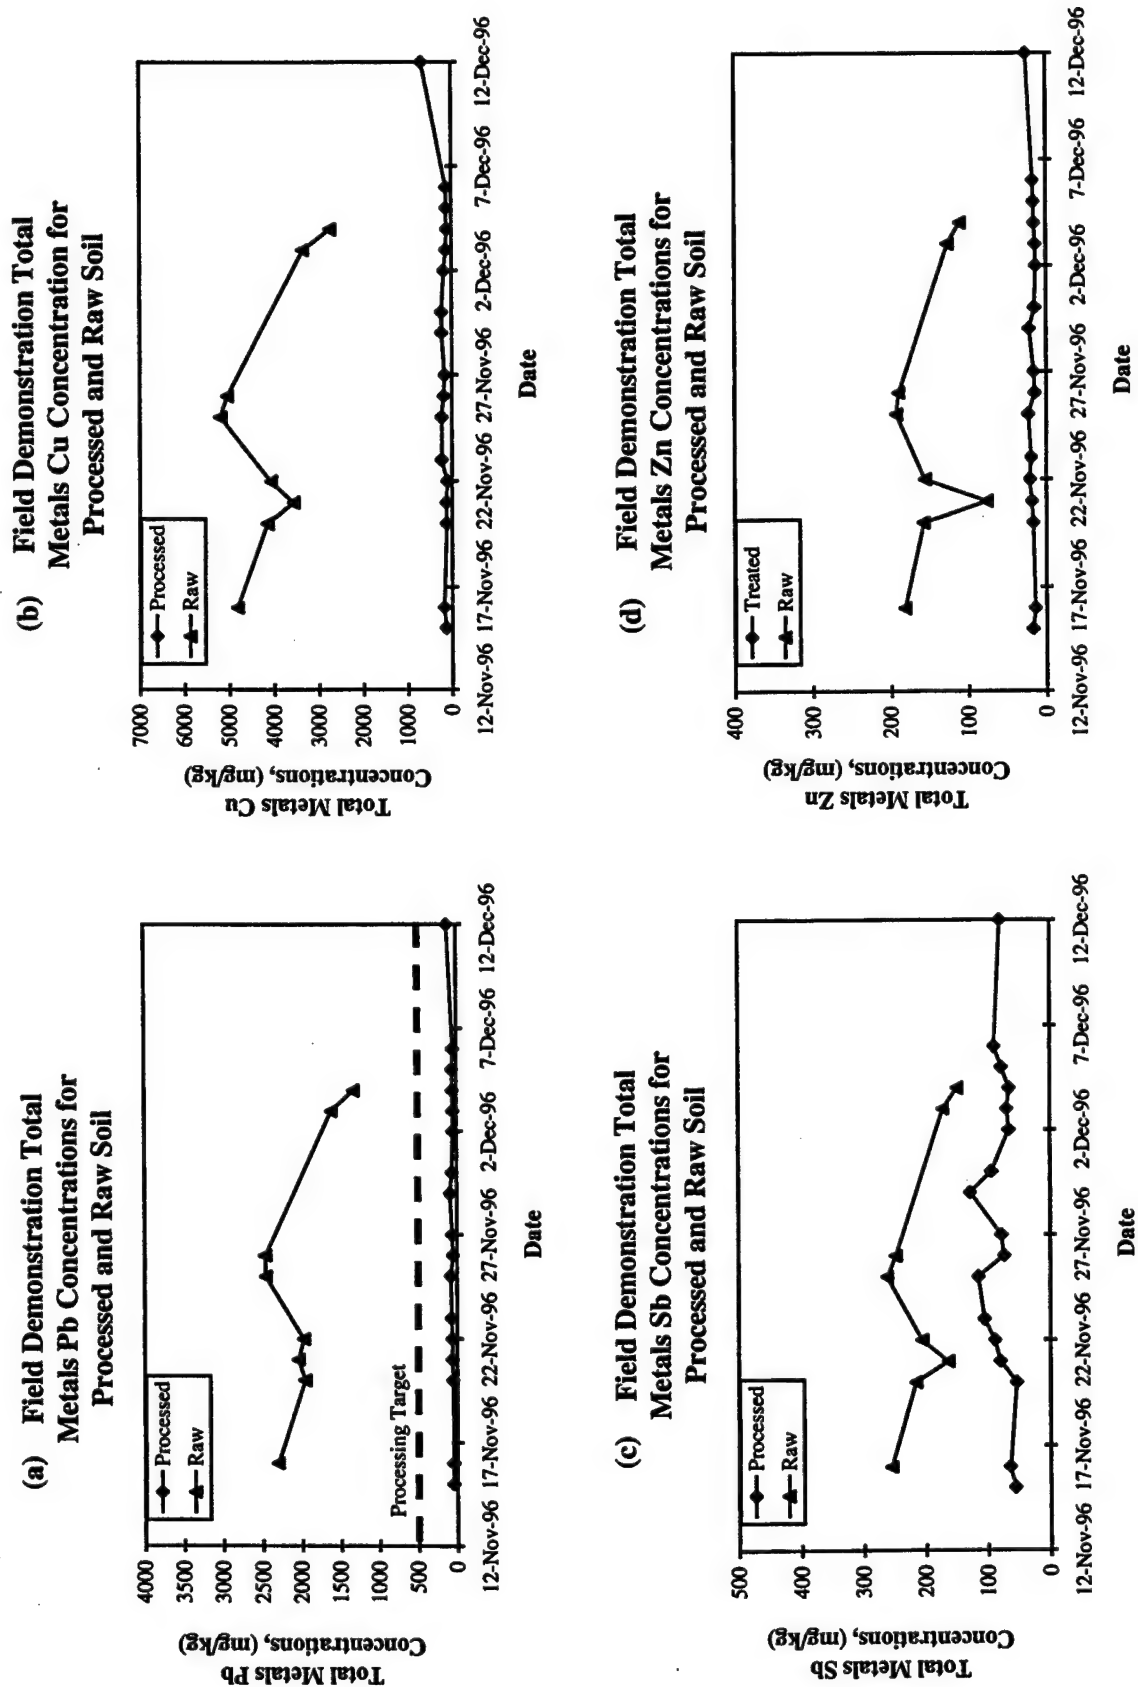 (a) Field Demonstration Total
Metals Pb Concentrations for
Processed and Raw Soil
Total Metals Pb
Concentrations, (mg/kg)
4000
3500
3000
2500
2000
1500
1000
500
0
Processed
Raw
Processing Target
12-Nov-96
17-Nov-96
22-Nov-96
27-Nov-96
2-Dec-96
7-Dec-96
12-Dec-96
Date
(b) Field Demonstration Total
Metals Cu Concentration for
Processed and Raw Soil
Total Metals Cu
Concentrations, (mg/kg)
7000
6000
5000
4000
3000
2000
1000
0
Processed
Raw
12-Nov-96
17-Nov-96
22-Nov-96
27-Nov-96
2-Dec-96
7-Dec-96
12-Dec-96
Date
(c) Field Demonstration Total
Metals Sb Concentrations for
Processed and Raw Soil
Total Metals Sb
Concentrations, (mg/kg)
500
400
300
200
100
0
Processed
Raw
12-Nov-96
17-Nov-96
22-Nov-96
27-Nov-96
2-Dec-96
7-Dec-96
12-Dec-96
Date
(d) Field Demonstration Total
Metals Zn Concentrations for
Processed and Raw Soil
Total Metals Zn
Concentrations, (mg/kg)
400
300
200
100
0
Treated
Raw
12-Nov-96
17-Nov-96
22-Nov-96
27-Nov-96
2-Dec-96
7-Dec-96
12-Dec-96
Date